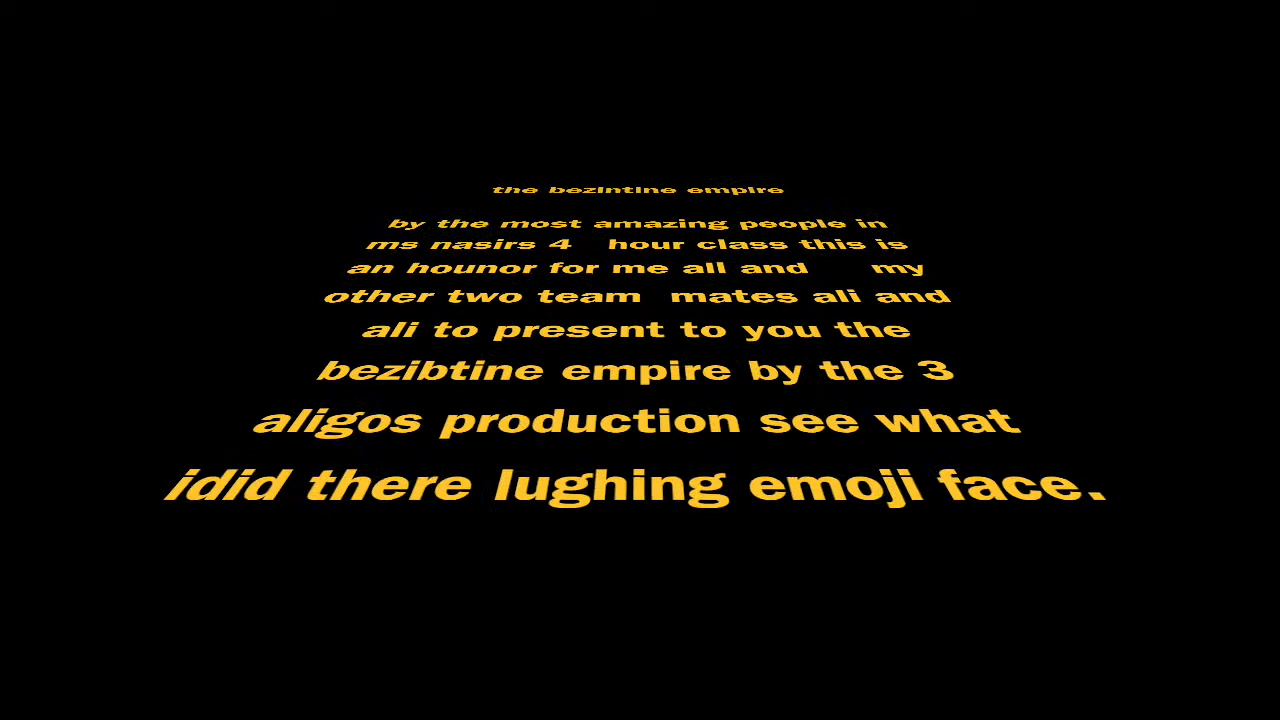 the bezintine empire
by the most amazing people in
ms nasirs 4 hour class this is
an hounor for me all and my
other two team mates ali and
ali to present to you the
bezibtine empire by the 3
aligos production see what
idid there lughing emoji face.